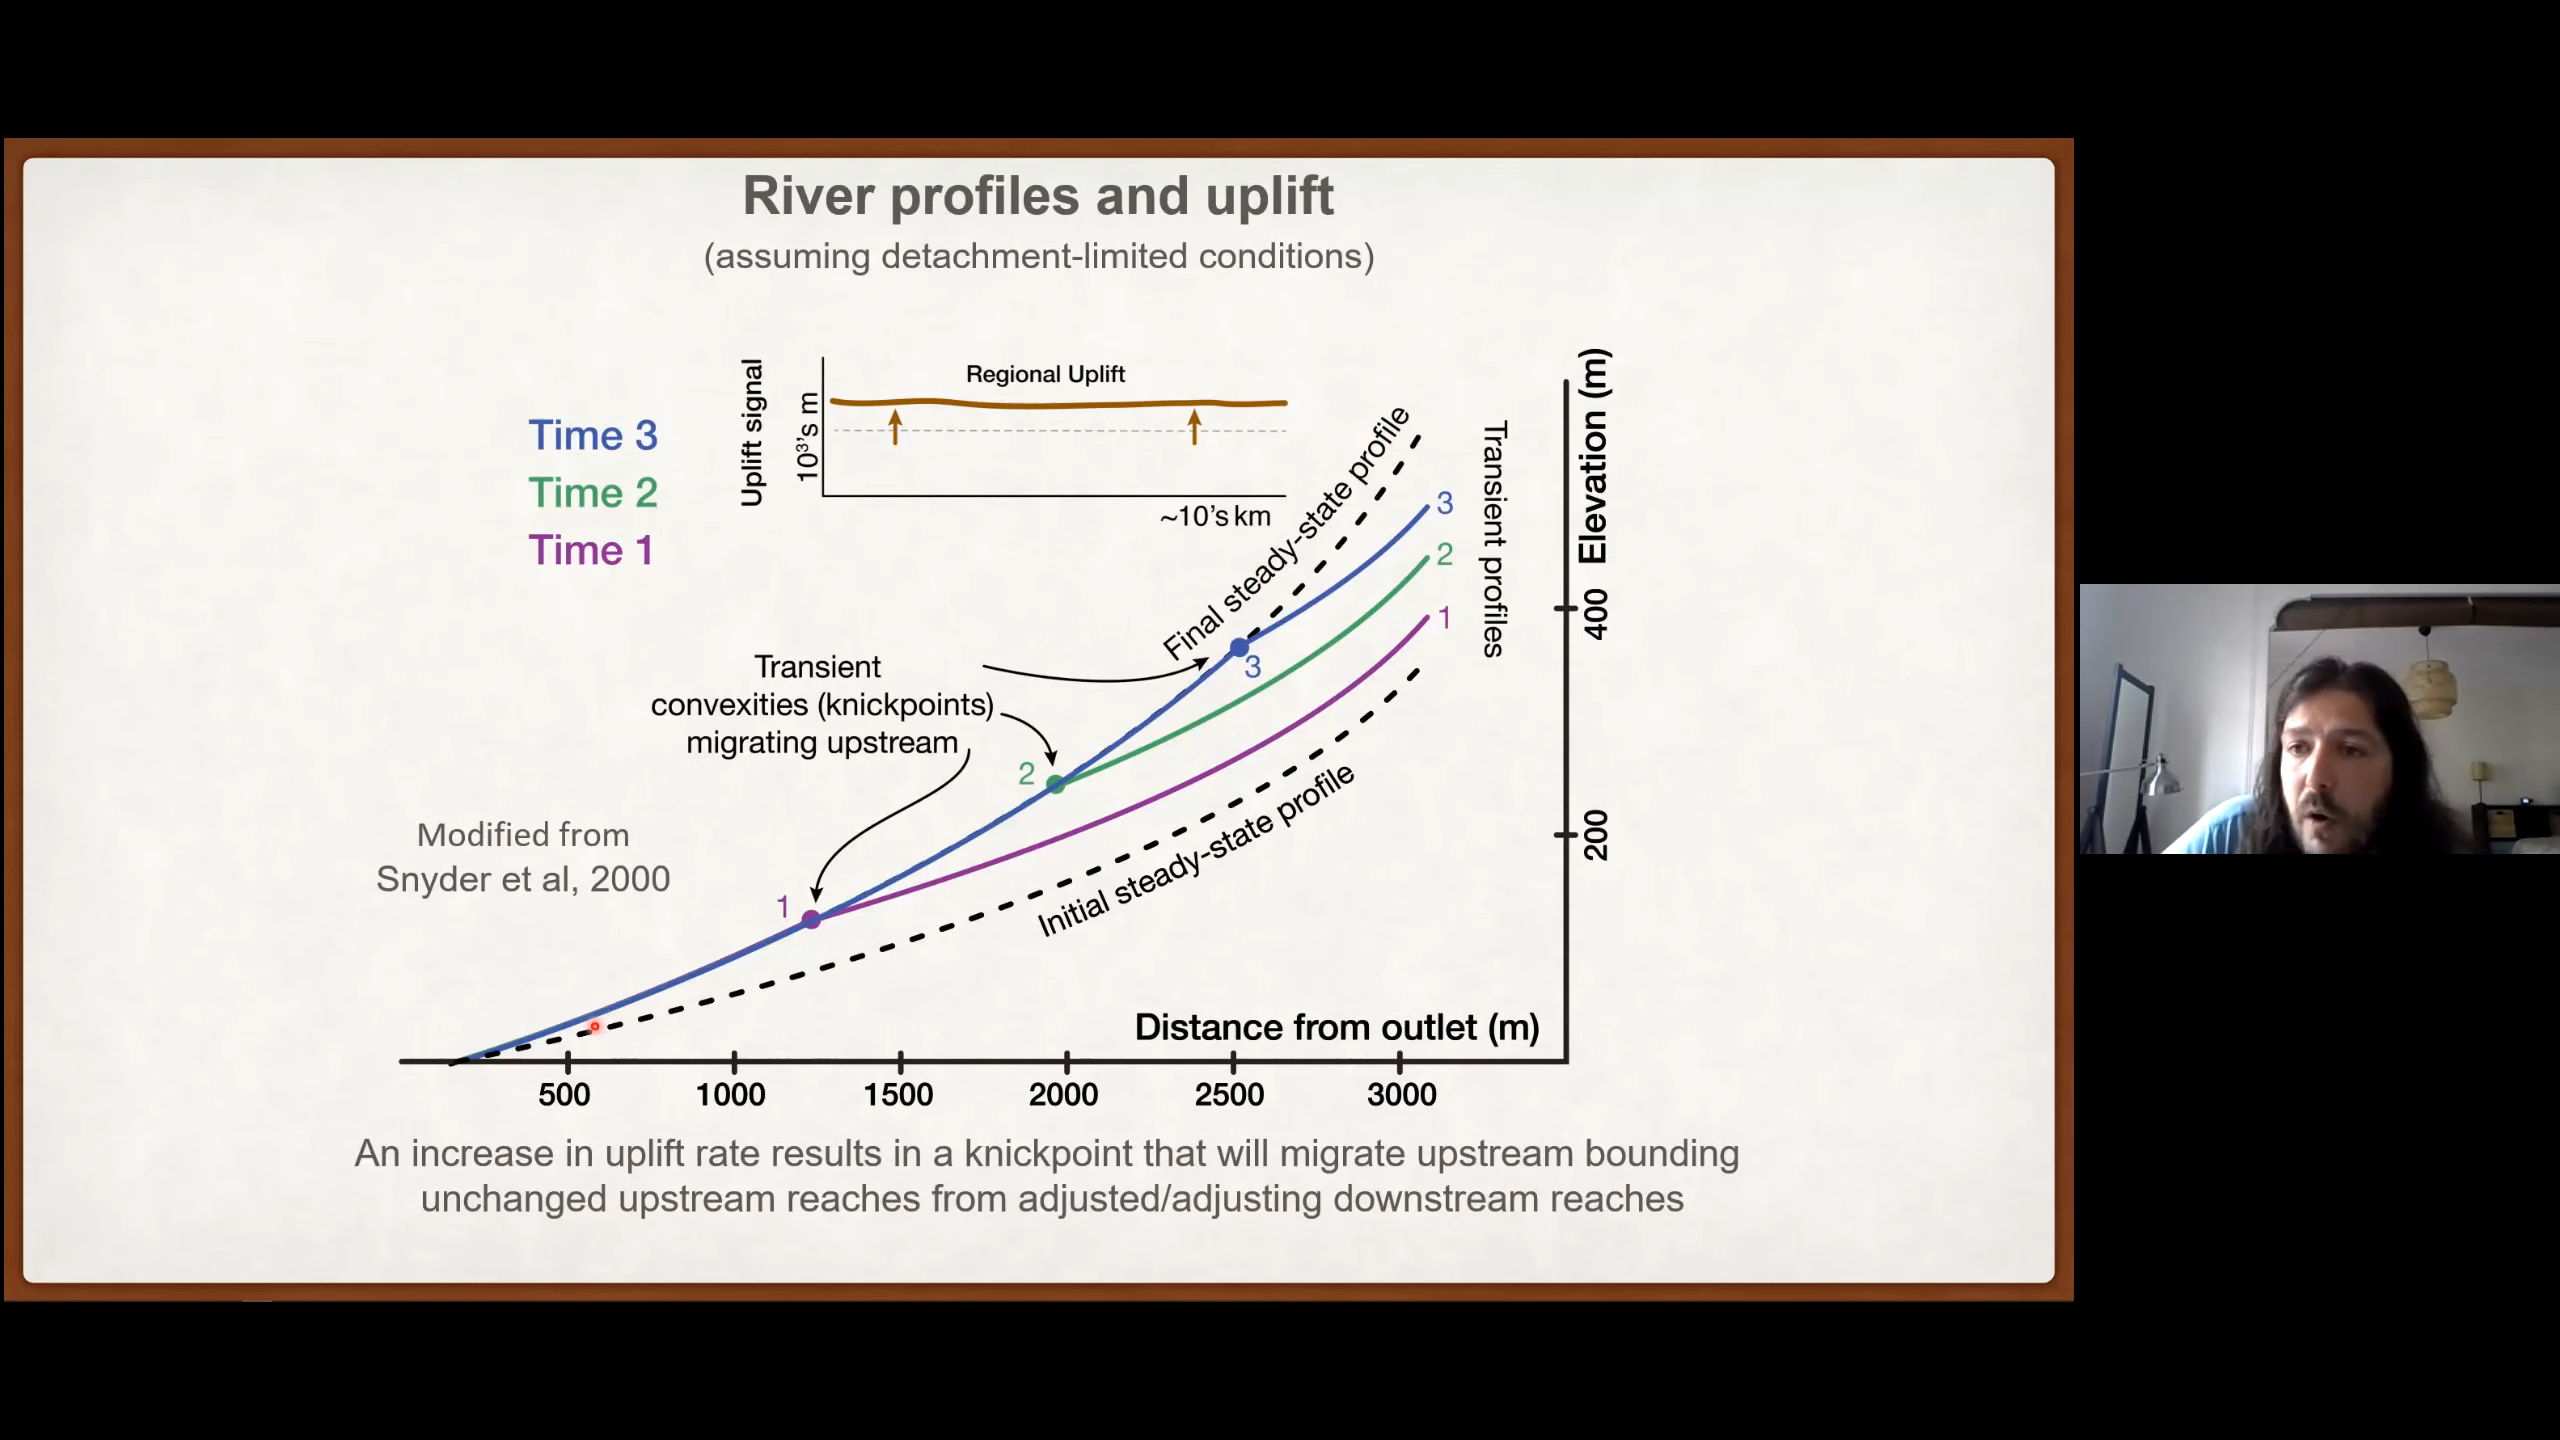 River profiles and uplift
(assuming detachment-limited conditions)
Time 3
Time 2
Time 1
Uplift signal
10³'s m
Regional Uplift
~10's km
Final steady-state profile
3
2
1
Transient profiles
Elevation (m)
400
200
Transient
convexities (knickpoints)
migrating upstream
3
2
1
Initial steady-state profile
Modified from
Snyder et al, 2000
Distance from outlet (m)
500 1000 1500 2000 2500 3000
An increase in uplift rate results in a knickpoint that will migrate upstream bounding
unchanged upstream reaches from adjusted/adjusting downstream reaches